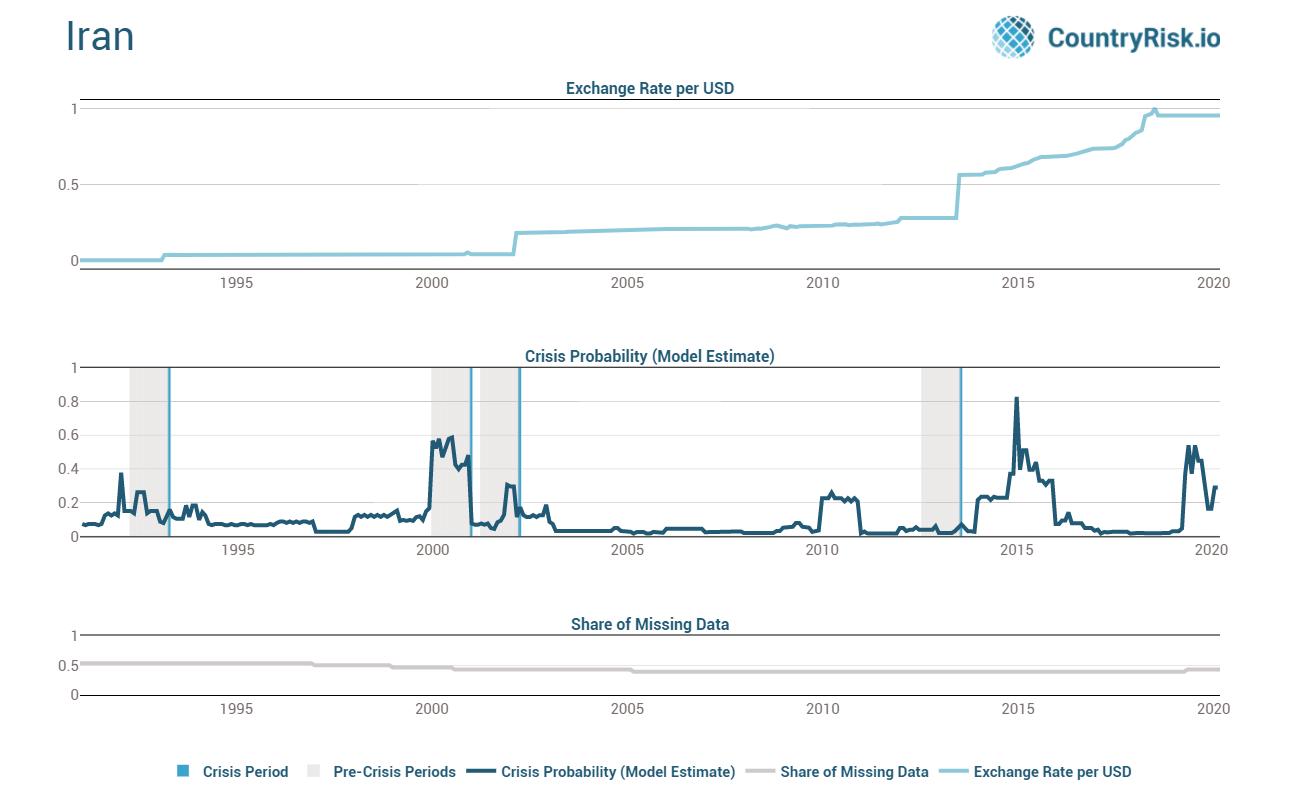 Iran
CountryRisk.io
Exchange Rate per USD
1
0.5
0
1995 2000 2005 2010 2015 2020
Crisis Probability (Model Estimate)
1
0.8
0.6
0.4
0.2
0
1995 2000 2005 2010 2015 2020
Share of Missing Data
1
0.5
0
1995 2000 2005 2010 2015 2020
Crisis Period Pre-Crisis Periods Crisis Probability (Model Estimate) Share of Missing Data Exchange Rate per USD